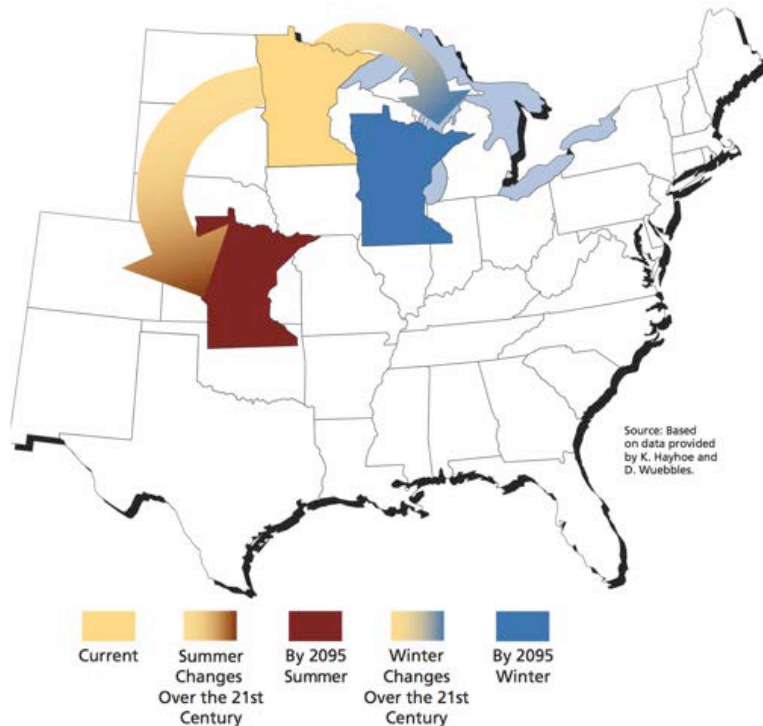 Source: Based
on data provided
by K. Hayhoe and
D. Wuebbles.
Current
Summer
Changes
Over the 21st
Century
By 2095
Summer
Winter
Changes
Over the 21st
Century
By 2095
Winter